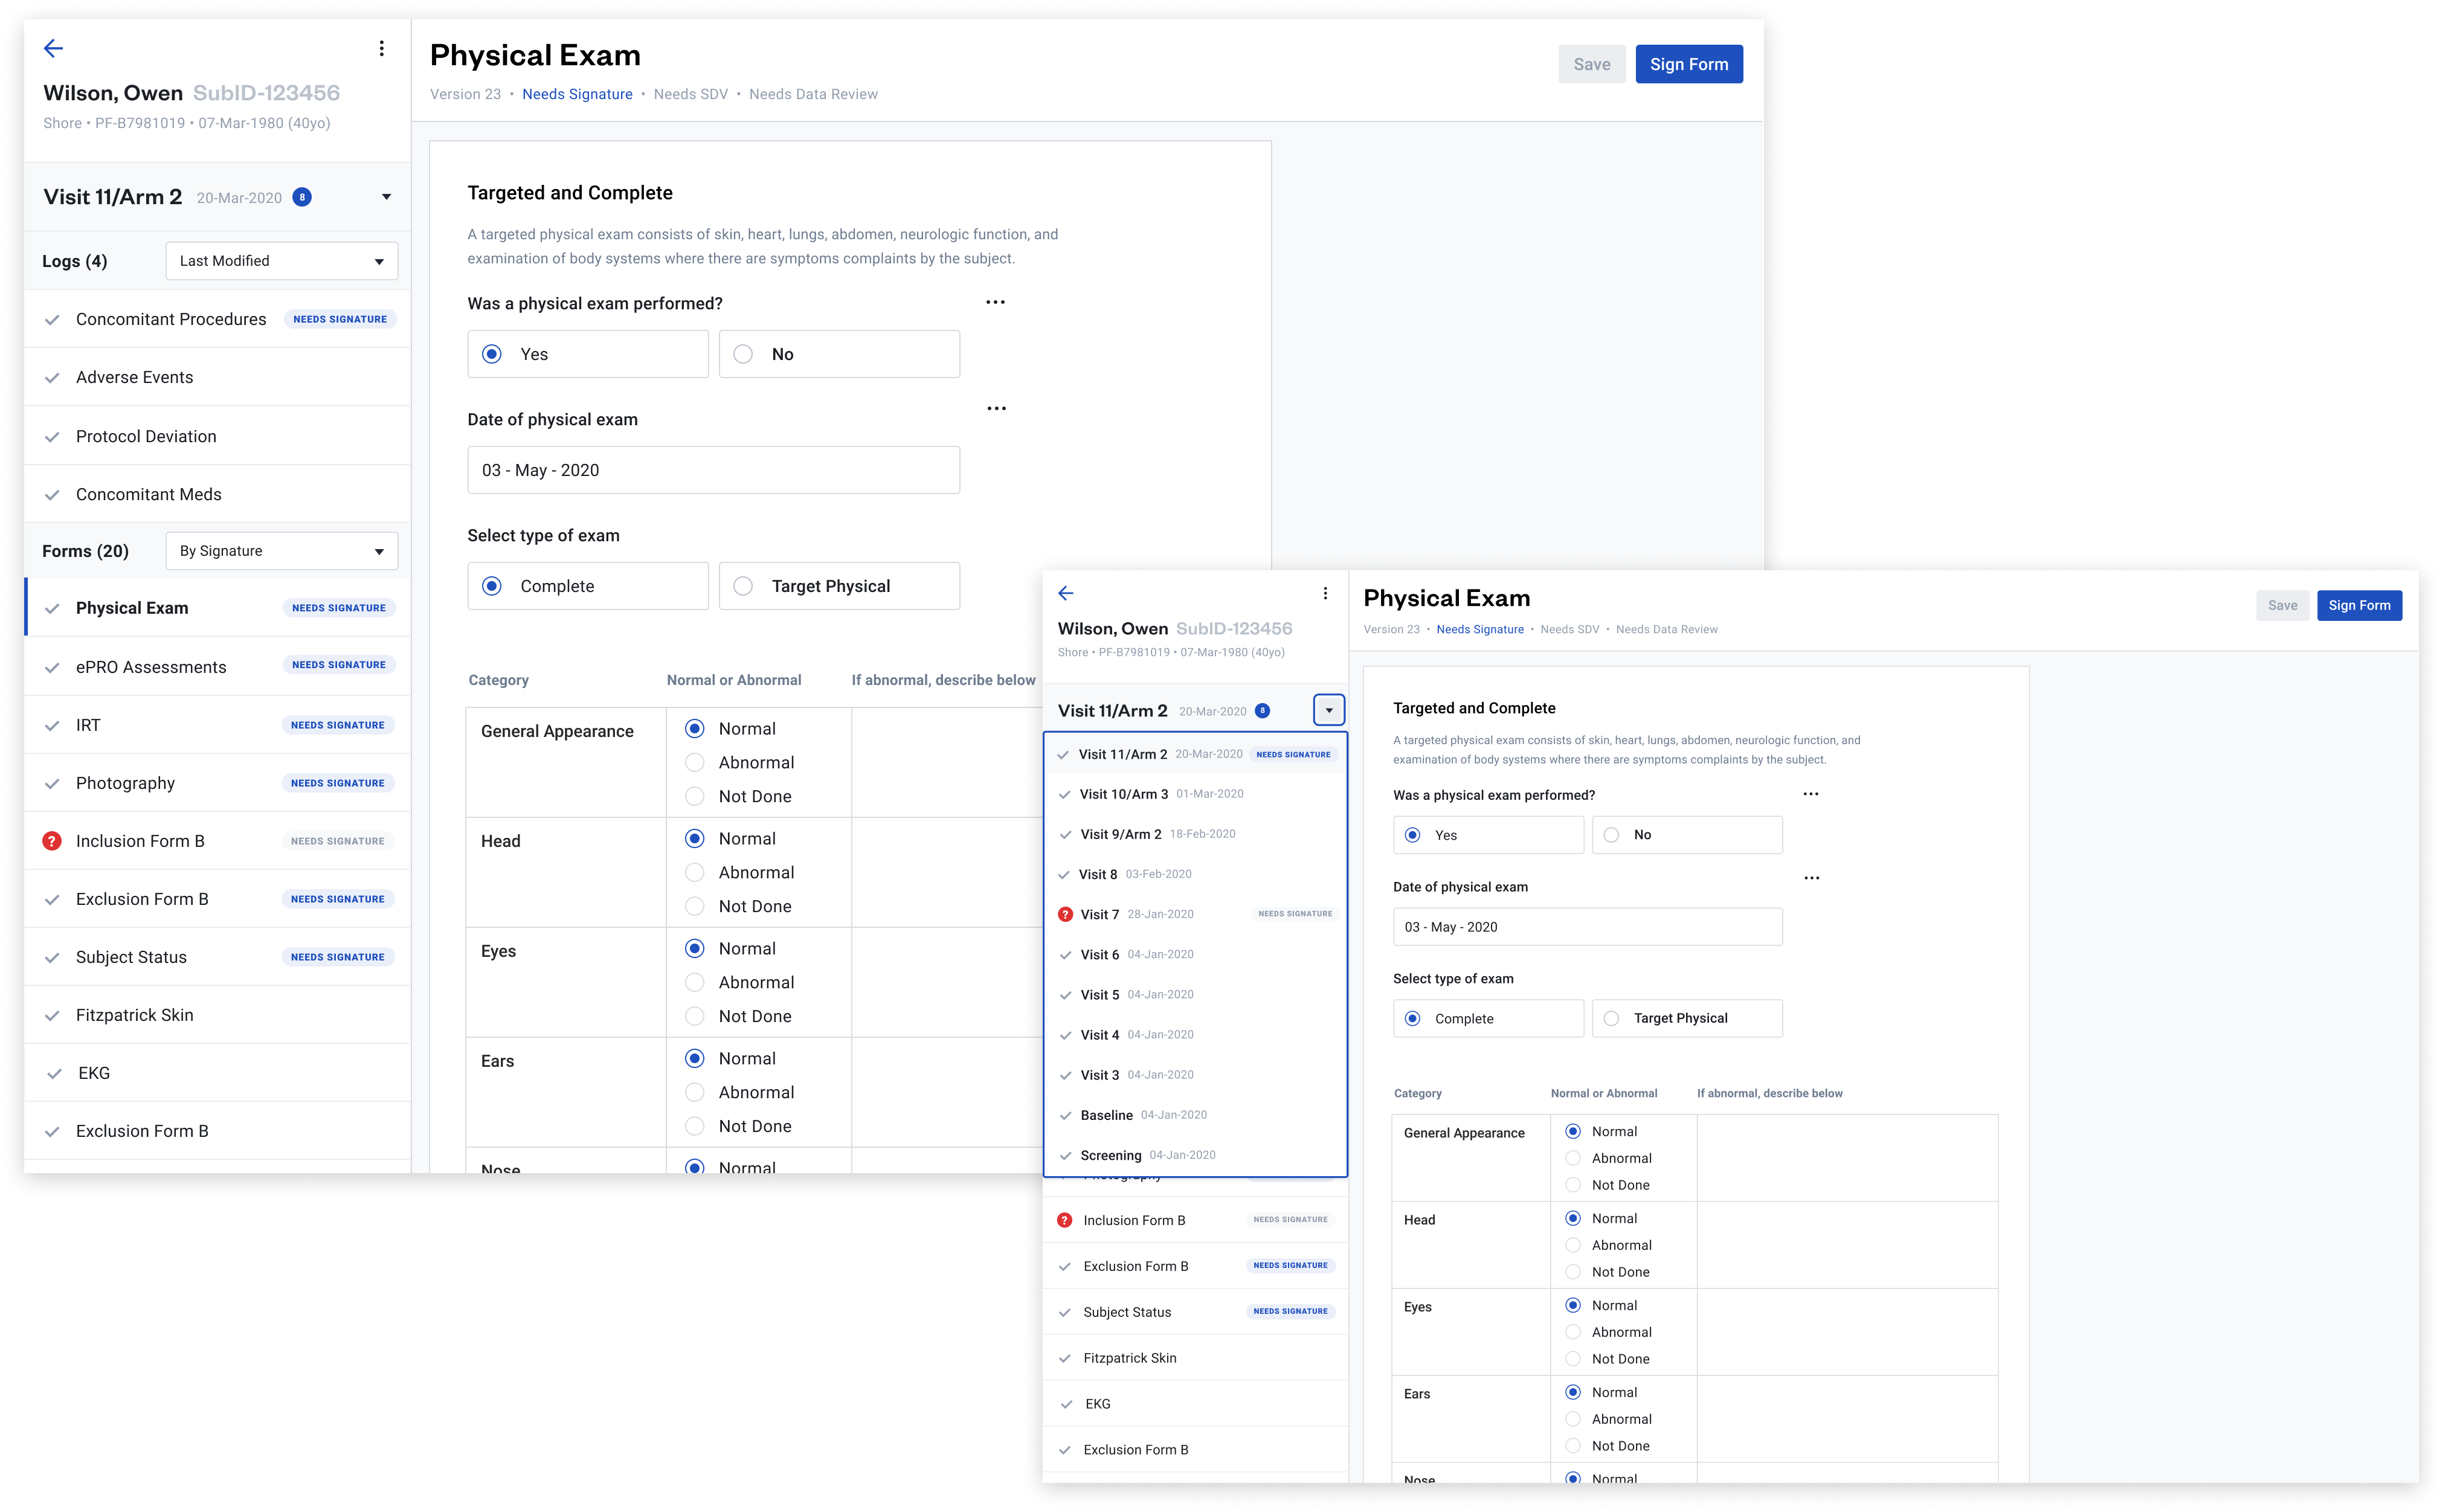 Wilson, Owen SubID-123456
Shore • PF-B7981019 • 07-Mar-1980 (40yo)
Visit 11/Arm 2 20-Mar-2020 8
Logs (4) Last Modified
Concomitant Procedures NEEDS SIGNATURE
Adverse Events
Protocol Deviation
Concomitant Meds
Forms (20) By Signature
Physical Exam NEEDS SIGNATURE
ePRO Assessments NEEDS SIGNATURE
IRT NEEDS SIGNATURE
Photography NEEDS SIGNATURE
? Inclusion Form B NEEDS SIGNATURE
Exclusion Form B NEEDS SIGNATURE
Subject Status NEEDS SIGNATURE
Fitzpatrick Skin
EKG
Exclusion Form B
Physical Exam
Save Sign Form
Version 23 • Needs Signature • Needs SDV • Needs Data Review
Targeted and Complete
A targeted physical exam consists of skin, heart, lungs, abdomen, neurologic function, and
examination of body systems where there are symptoms complaints by the subject.
Was a physical exam performed?
Yes No
Date of physical exam
03 - May - 2020
Select type of exam
Complete Target Physical
Category Normal or Abnormal If abnormal, describe below
General Appearance Normal
Abnormal
Not Done
Head Normal
Abnormal
Not Done
Eyes Normal
Abnormal
Not Done
Ears Normal
Abnormal
Not Done
Nose Normal
Wilson, Owen SubID-123456
Shore • PF-B7981019 • 07-Mar-1980 (40yo)
Visit 11/Arm 2 20-Mar-2020 8
Visit 11/Arm 2 20-Mar-2020 NEEDS SIGNATURE
Visit 10/Arm 3 01-Mar-2020
Visit 9/Arm 2 18-Feb-2020
Visit 8 03-Feb-2020
? Visit 7 28-Jan-2020 NEEDS SIGNATURE
Visit 6 04-Jan-2020
Visit 5 04-Jan-2020
Visit 4 04-Jan-2020
Visit 3 04-Jan-2020
Baseline 04-Jan-2020
Screening 04-Jan-2020
Photography
? Inclusion Form B NEEDS SIGNATURE
Exclusion Form B NEEDS SIGNATURE
Subject Status NEEDS SIGNATURE
Fitzpatrick Skin
EKG
Exclusion Form B
Physical Exam
Save Sign Form
Version 23 • Needs Signature • Needs SDV • Needs Data Review
Targeted and Complete
A targeted physical exam consists of skin, heart, lungs, abdomen, neurologic function, and
examination of body systems where there are symptoms complaints by the subject.
Was a physical exam performed?
Yes No
Date of physical exam
03 - May - 2020
Select type of exam
Complete Target Physical
Category Normal or Abnormal If abnormal, describe below
General Appearance Normal
Abnormal
Not Done
Head Normal
Abnormal
Not Done
Eyes Normal
Abnormal
Not Done
Ears Normal
Abnormal
Not Done
Nose Normal